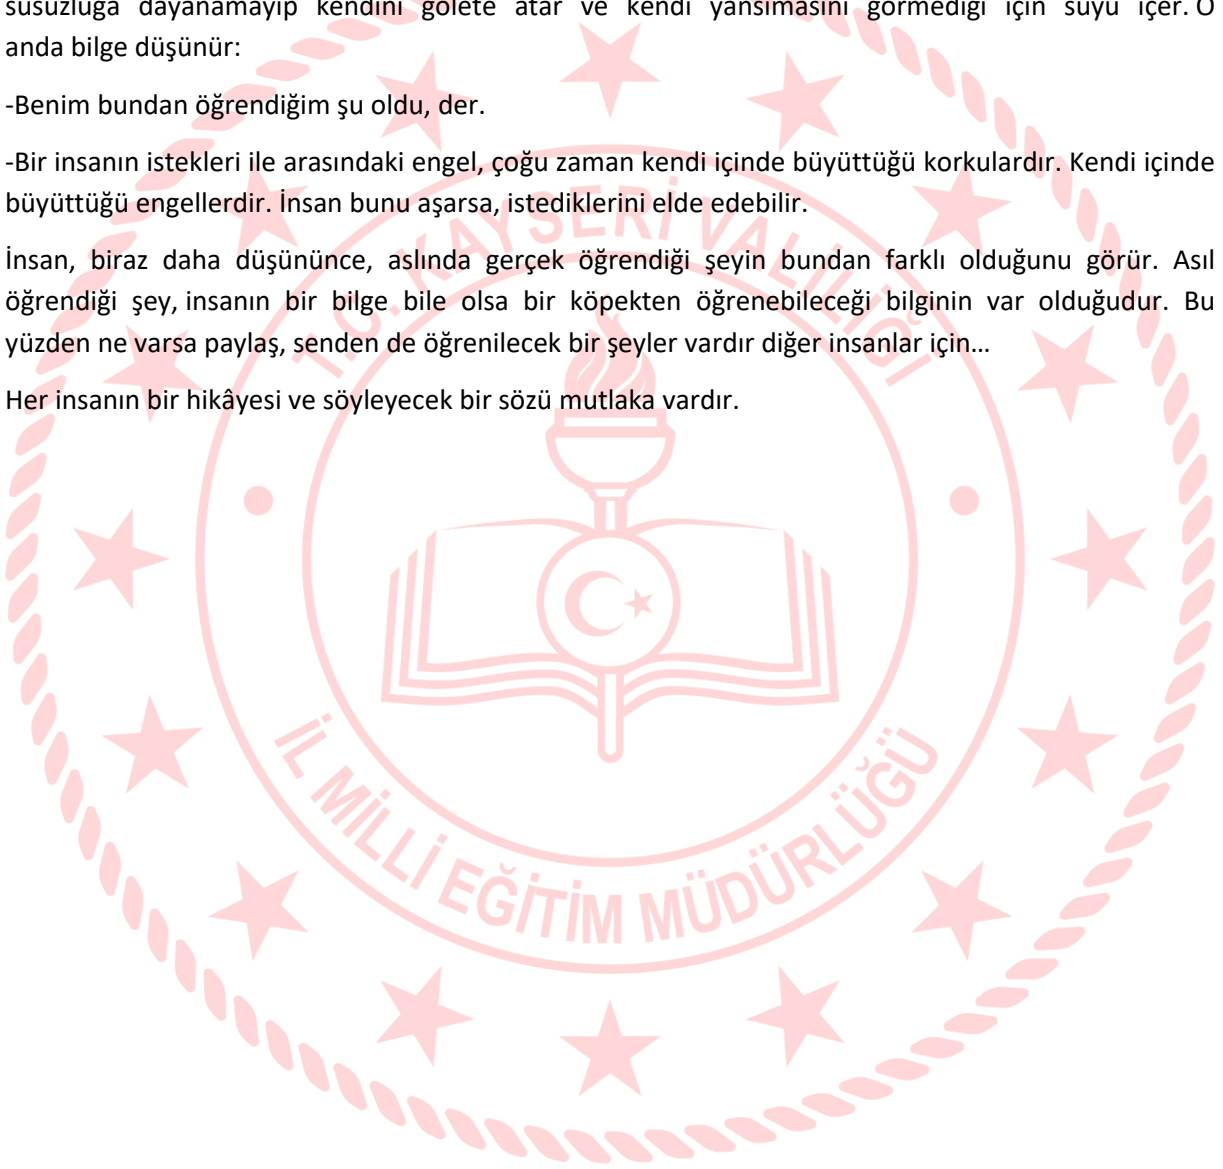 susuzluğa dayanamayıp kendini gölete atar ve kendi yansımasını görmediği için suyu içer. O
anda bilge düşünür:
-Benim bundan öğrendiğim şu oldu, der.
-Bir insanın istekleri ile arasındaki engel, çoğu zaman kendi içinde büyüttüğü korkulardır. Kendi içinde
büyüttüğü engellerdir. İnsan bunu aşarsa, istediklerini elde edebilir.
İnsan, biraz daha düşününce, aslında gerçek öğrendiği şeyin bundan farklı olduğunu görür. Asıl
öğrendiği şey, insanın bir bilge bile olsa bir köpekten öğrenebileceği bilginin var olduğudur. Bu
yüzden ne varsa paylaş, senden de öğrenilecek bir şeyler vardır diğer insanlar için…
Her insanın bir hikâyesi ve söyleyecek bir sözü mutlaka vardır.
T.C. KAYSERİ VALİLİĞİ
İL MİLLİ EĞİTİM MÜDÜRLÜĞÜ